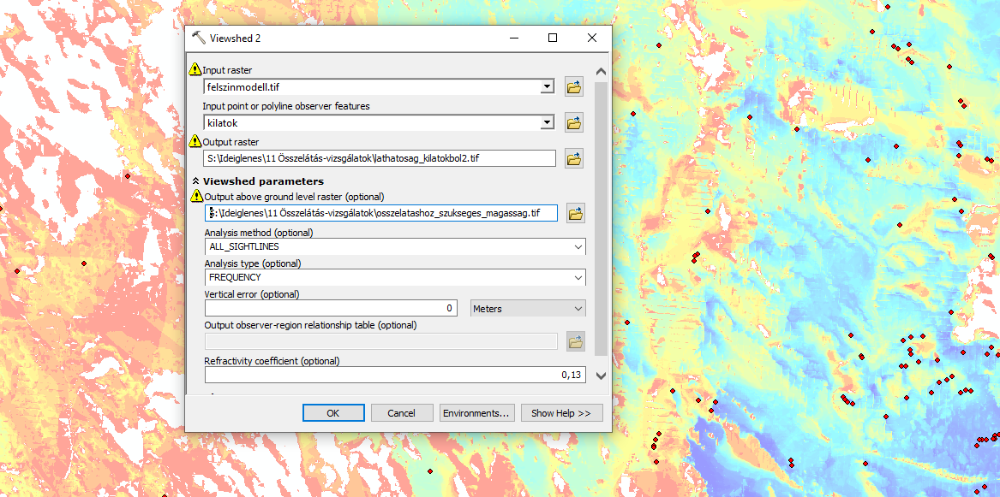 Viewshed 2
Input raster
felszinmodell.tif
Input point or polyline observer features
kilatok
Output raster
S:\Ideiglenes\11 Összelátás-vizsgálatok\lathatosag_kilatokbol2.tif
Viewshed parameters
Output above ground level raster (optional)
S:\Ideiglenes\11 Összelátás-vizsgálatok\osszelatashoz_szukseges_magassag.tif
Analysis method (optional)
ALL_SIGHTLINES
Analysis type (optional)
FREQUENCY
Vertical error (optional)
0 Meters
Output observer-region relationship table (optional)
Refractivity coefficient (optional)
0,13
OK Cancel Environments... Show Help >>